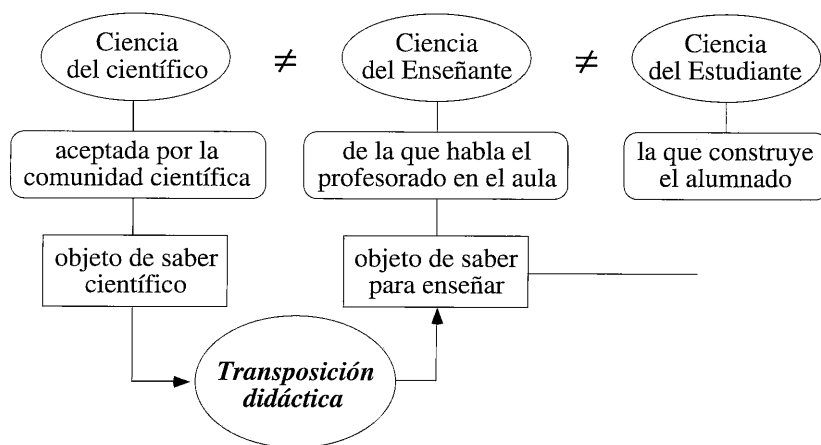 Ciencia
del científico
≠
Ciencia
del Enseñante
≠
Ciencia
del Estudiante
aceptada por la
comunidad científica
de la que habla el
profesorado en el aula
la que construye
el alumnado
objeto de saber
científico
objeto de saber
para enseñar
Transposición
didáctica